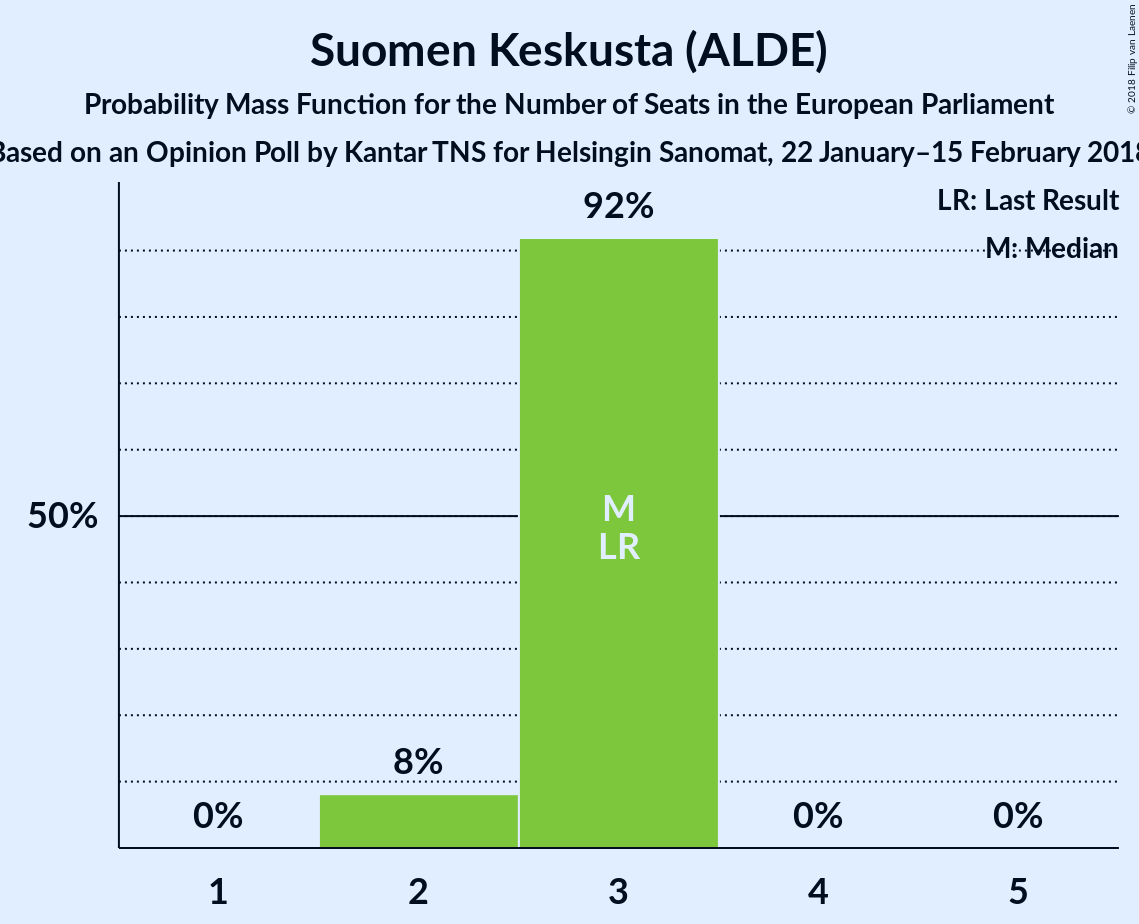 Suomen Keskusta (ALDE)
Probability Mass Function for the Number of Seats in the European Parliament
Based on an Opinion Poll by Kantar TNS for Helsingin Sanomat, 22 January–15 February 2018
© 2018 Filip van Laenen
LR: Last Result
M: Median
92%
50%
M
LR
8%
0%
0%
0%
1
2
3
4
5